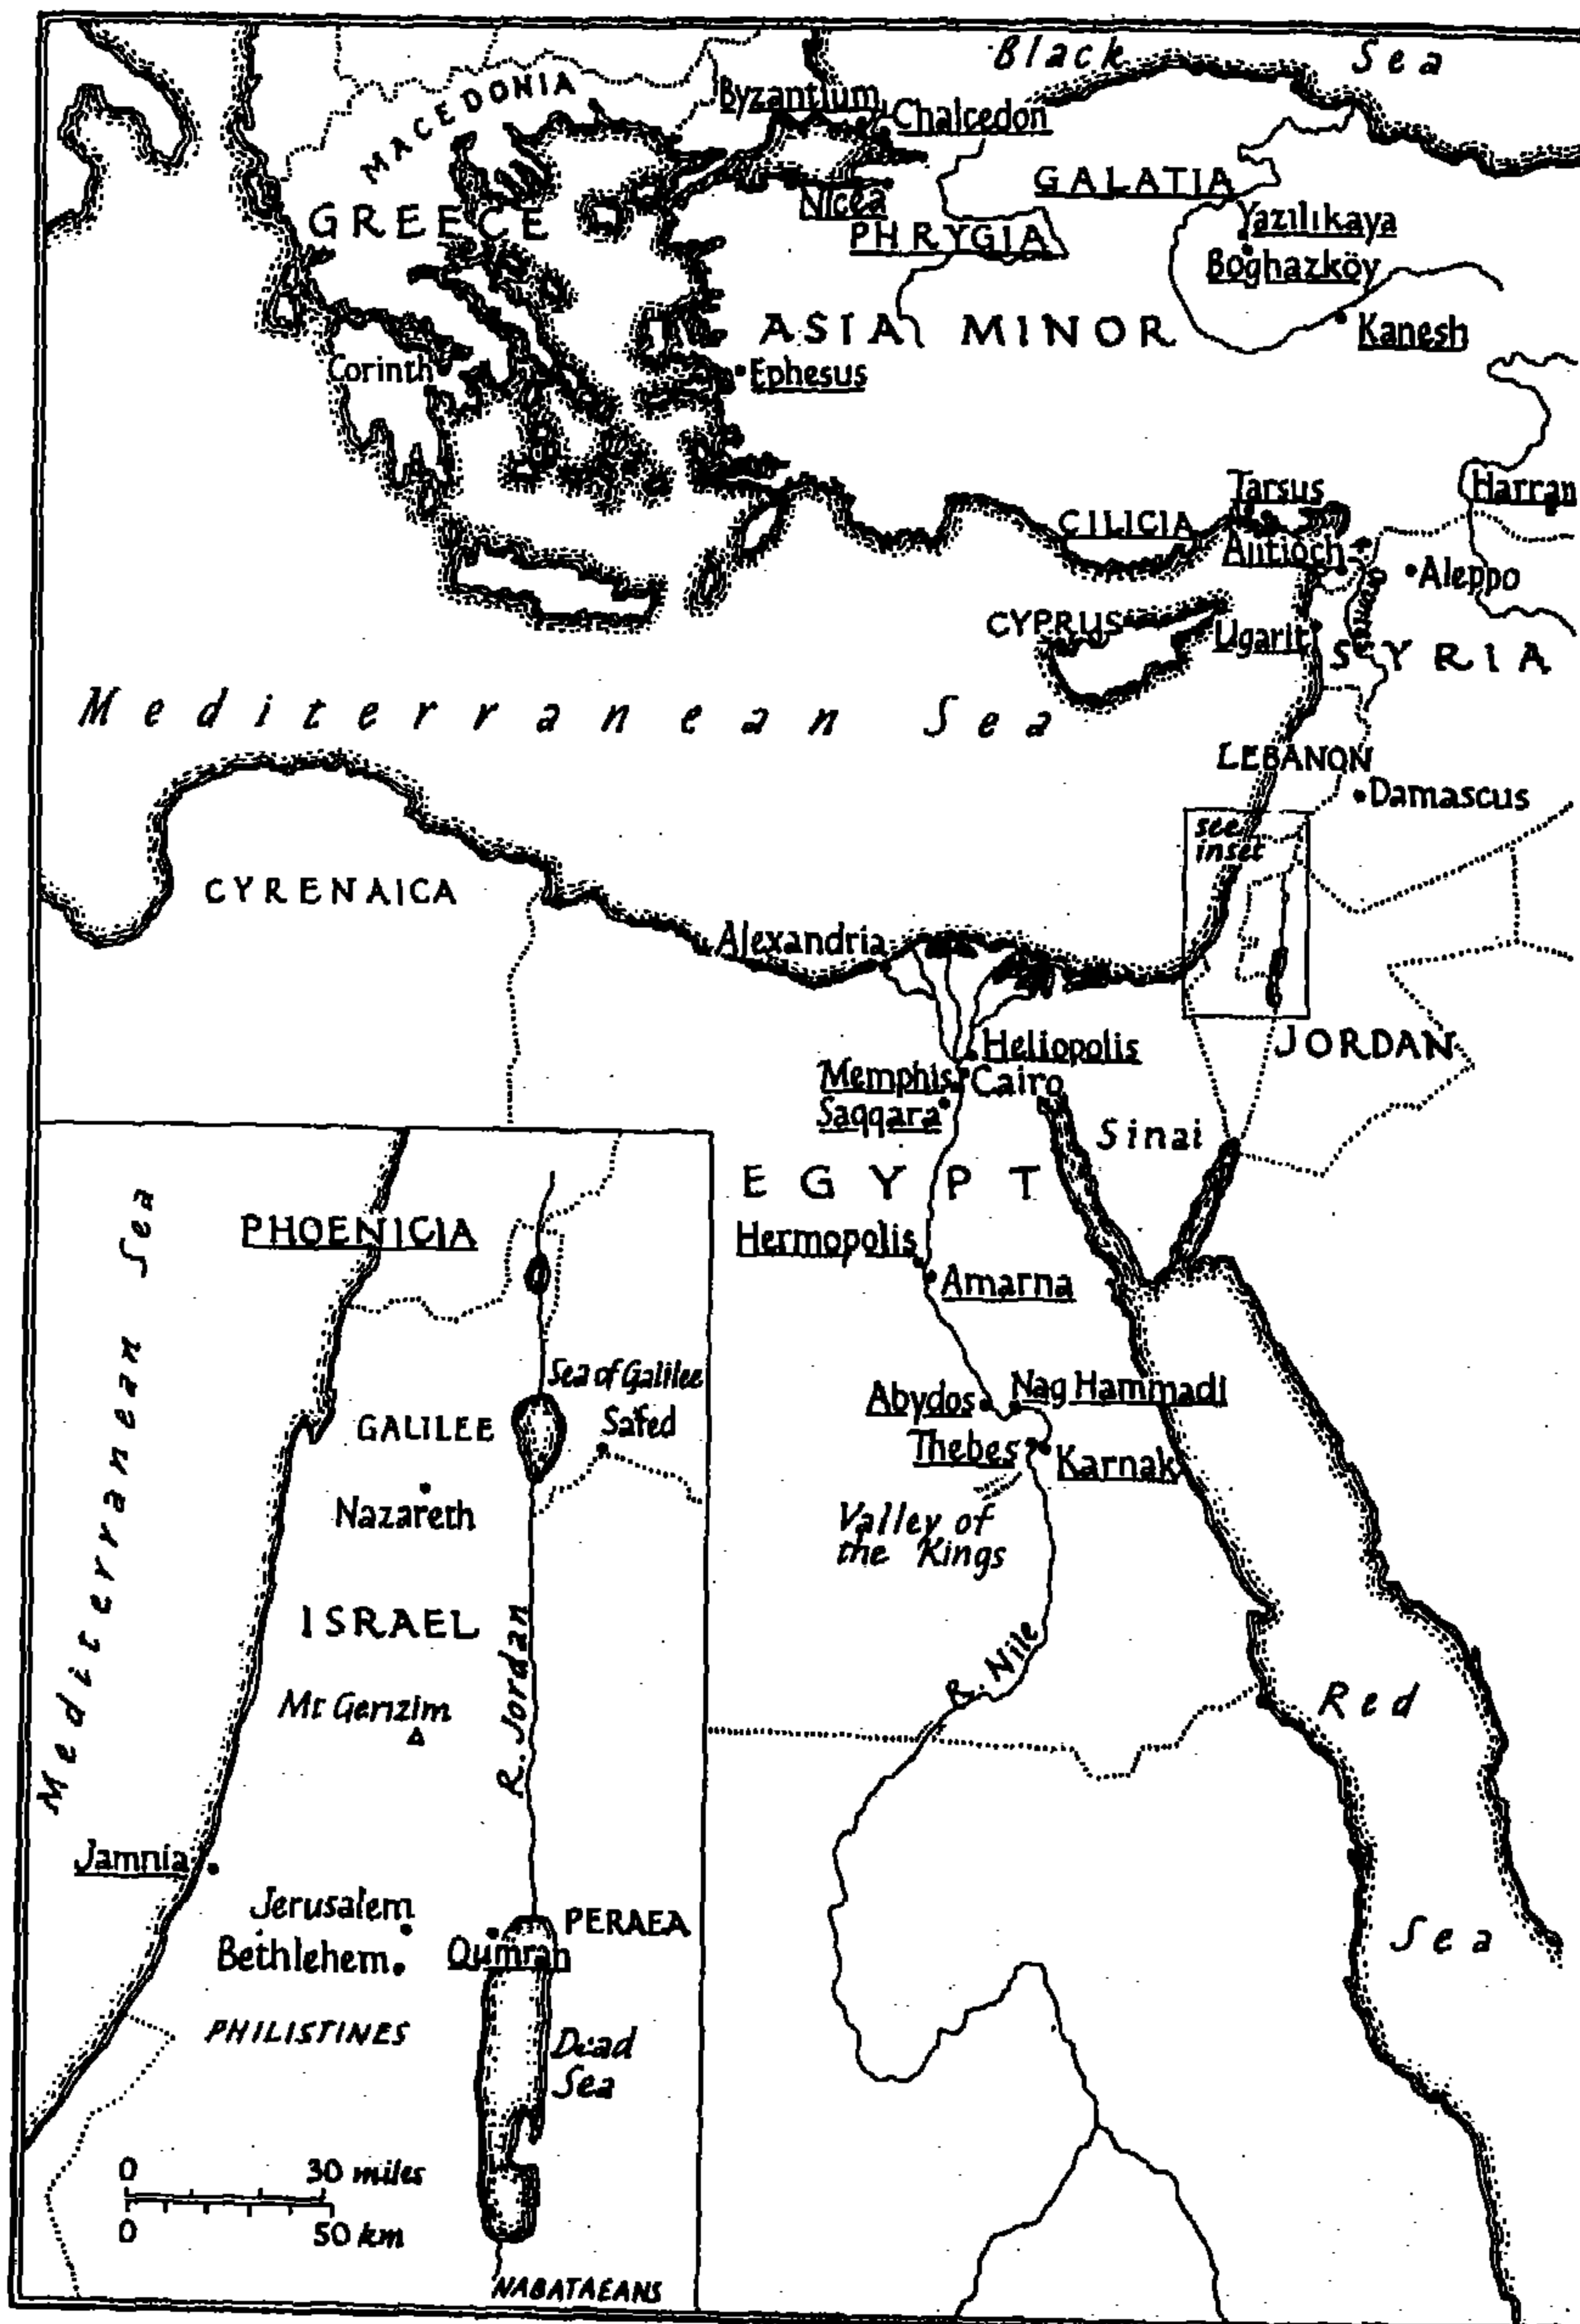 Black Sea
MACEDONIA
Byzantium
Chalcedon
GALATIA
Nicea
GREECE
PHRYGIA
Yazılıkaya
Boghazköy
ASIA MINOR
Kanesh
Corinth
Ephesus
Tarsus
Harran
CILICIA
Antioch
Aleppo
CYPRUS
Ugarit
SYRIA
Mediterranean Sea
LEBANON
Damascus
see
inset
CYRENAICA
Alexandria
JORDAN
Heliopolis
Memphis
Cairo
Saqqara
Sinai
EGYPT
Hermopolis
Amarna
Abydos
Nag Hammadi
Thebes
Karnak
Valley of
the Kings
R. Nile
Red
Sea
Mediterranean Sea
PHOENICIA
Sea of Galilee
GALILEE
Safed
Nazareth
ISRAEL
R. Jordan
Mt Gerizim
Jamnia
Jerusalem
PERAEA
Bethlehem
Qumran
PHILISTINES
Dead
Sea
0 30 miles
0 50 km
NABATAEANS